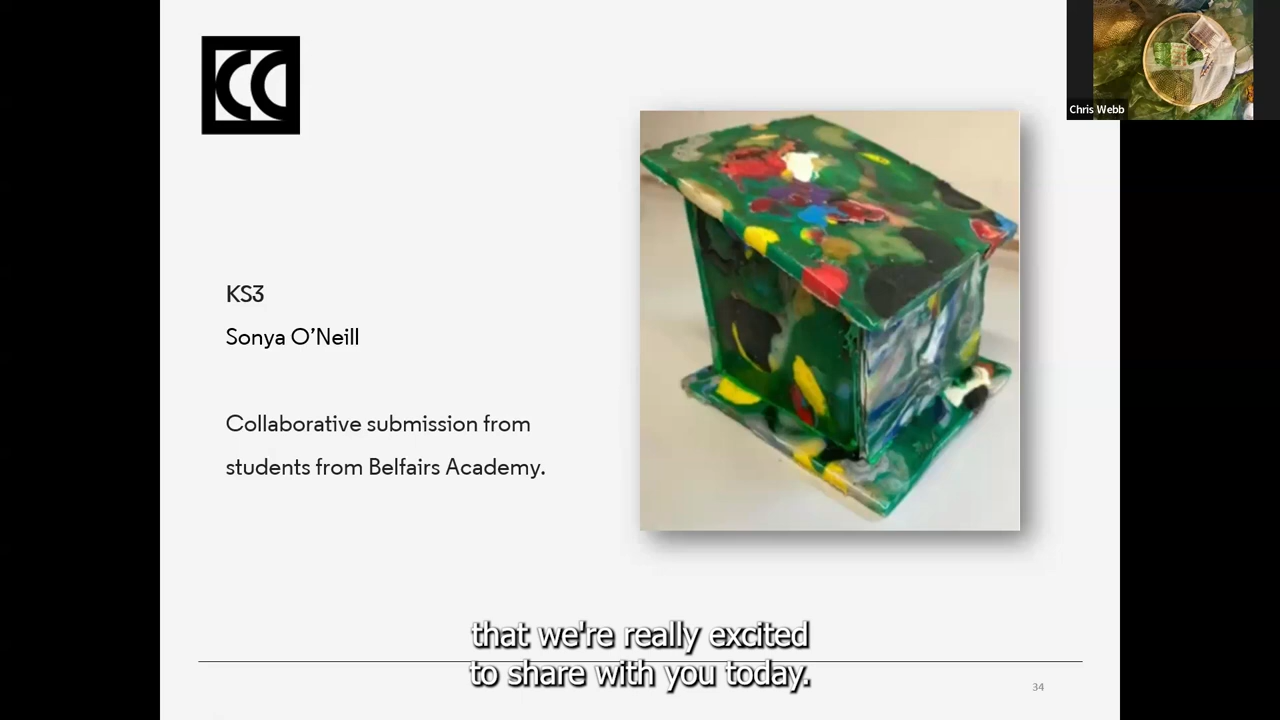 Chris Webb
KS3
Sonya O'Neill
Collaborative submission from
students from Belfairs Academy.
that we're really excited
to share with you today.
34